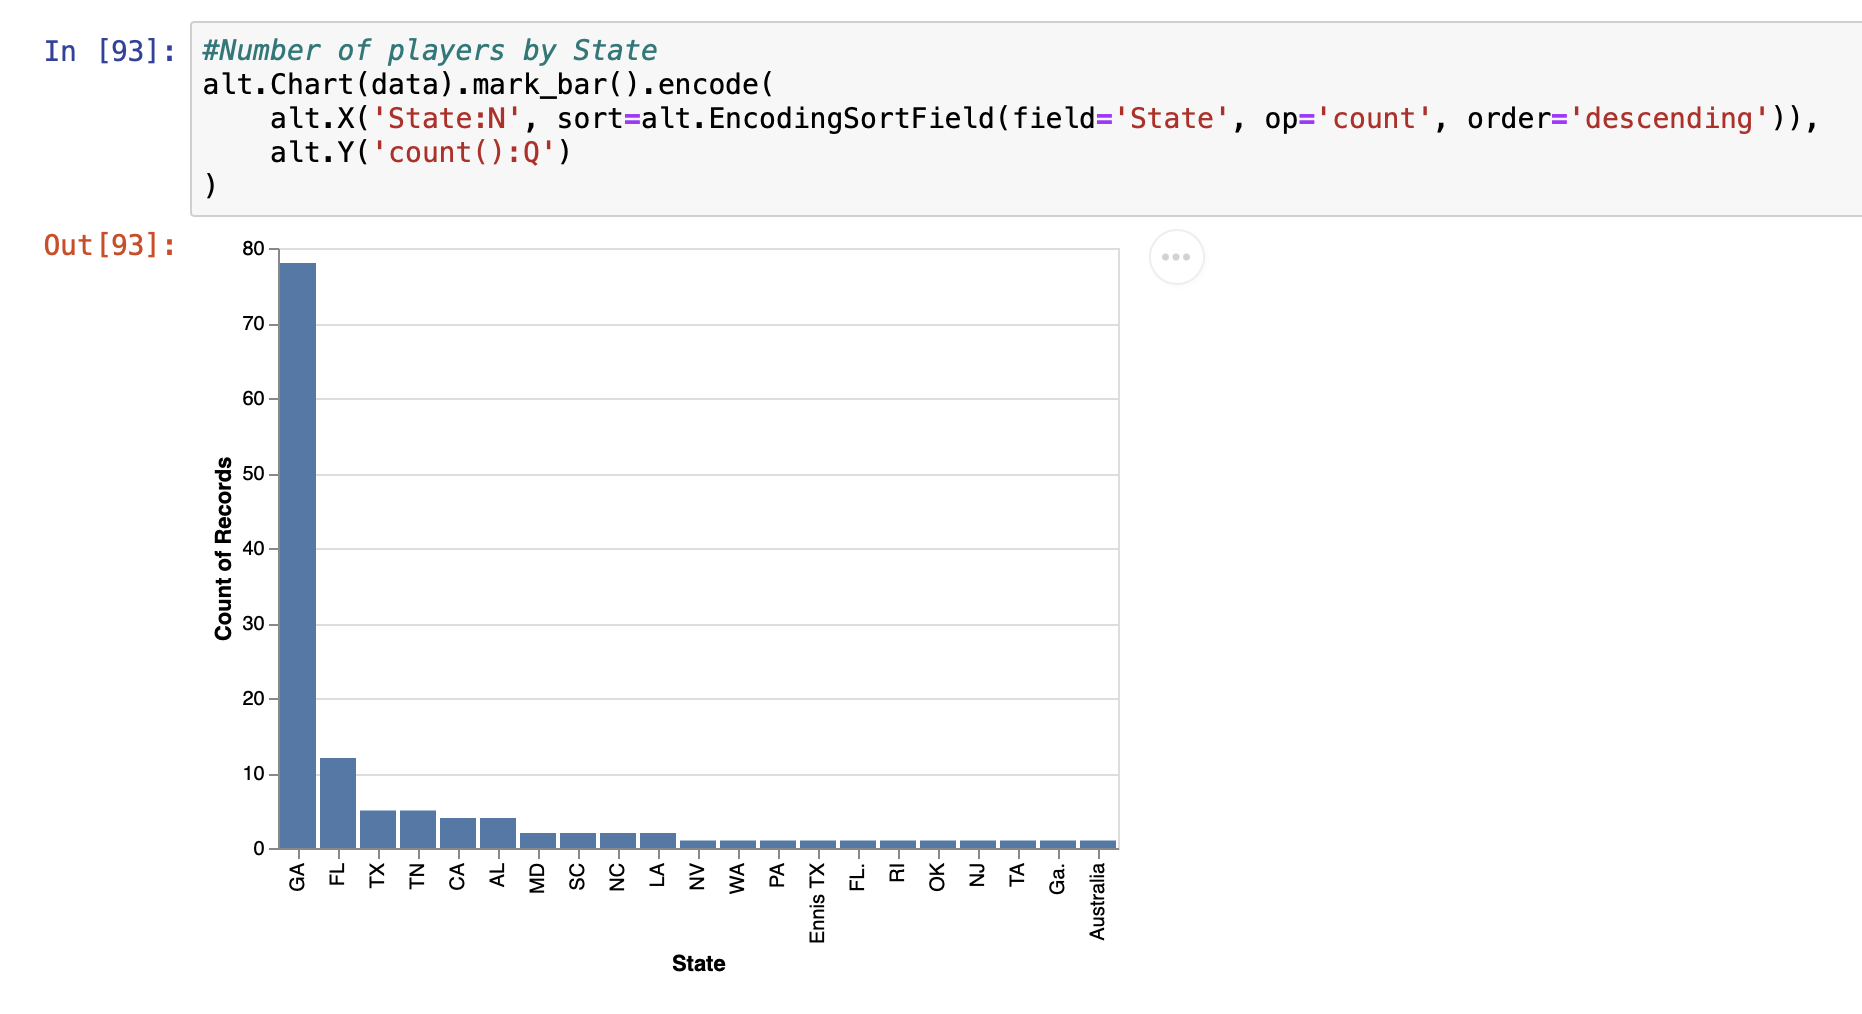 In [93]:
#Number of players by State
alt.Chart(data).mark_bar().encode(
    alt.X('State:N', sort=alt.EncodingSortField(field='State', op='count', order='descending')),
    alt.Y('count():Q')
)
Out[93]:
80
70
60
50
40
30
20
10
0
Count of Records
GA
FL
TX
TN
CA
AL
MD
SC
NC
LA
NV
WA
PA
Ennis TX
FL.
RI
OK
NJ
TA
Ga.
Australia
State